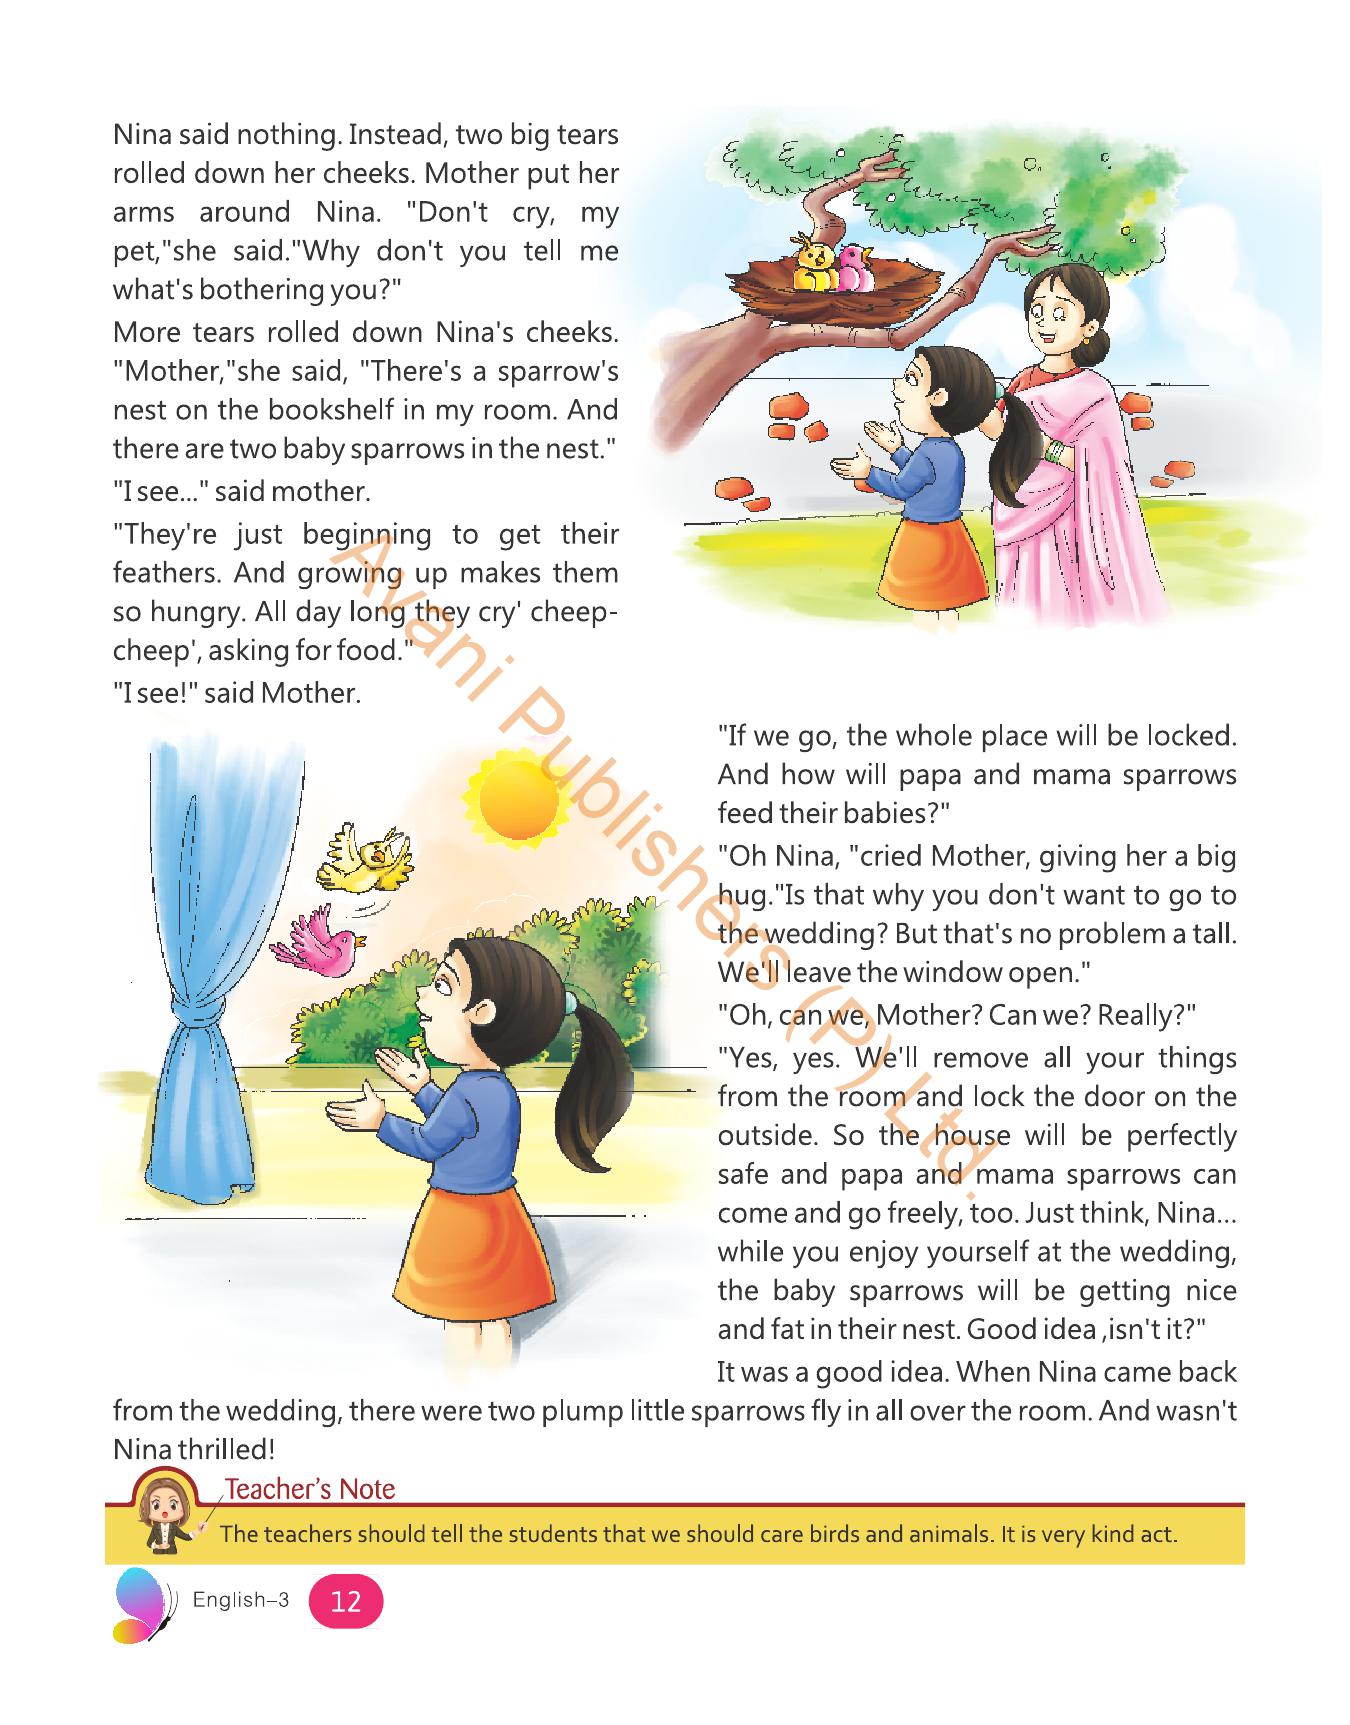 Nina said nothing. Instead, two big tears
rolled down her cheeks. Mother put her
arms around Nina. "Don't cry, my
pet,"she said."Why don't you tell me
what's bothering you?"
More tears rolled down Nina's cheeks.
"Mother,"she said, "There's a sparrow's
nest on the bookshelf in my room. And
there are two baby sparrows in the nest."
"I see..." said mother.
"They're just beginning to get their
feathers. And growing up makes them
so hungry. All day long they cry' cheep-
cheep', asking for food."
"I see!" said Mother.
"If we go, the whole place will be locked.
And how will papa and mama sparrows
feed their babies?"
"Oh Nina, "cried Mother, giving her a big
hug."Is that why you don't want to go to
the wedding? But that's no problem a tall.
We'll leave the window open."
"Oh, can we, Mother? Can we? Really?"
"Yes, yes. We'll remove all your things
from the room and lock the door on the
outside. So the house will be perfectly
safe and papa and mama sparrows can
come and go freely, too. Just think, Nina...
while you enjoy yourself at the wedding,
the baby sparrows will be getting nice
and fat in their nest. Good idea ,isn't it?"
It was a good idea. When Nina came back
from the wedding, there were two plump little sparrows fly in all over the room. And wasn't
Nina thrilled!
Teacher's Note
The teachers should tell the students that we should care birds and animals. It is very kind act.
English–3
12
Avani Publishers (P) Ltd.